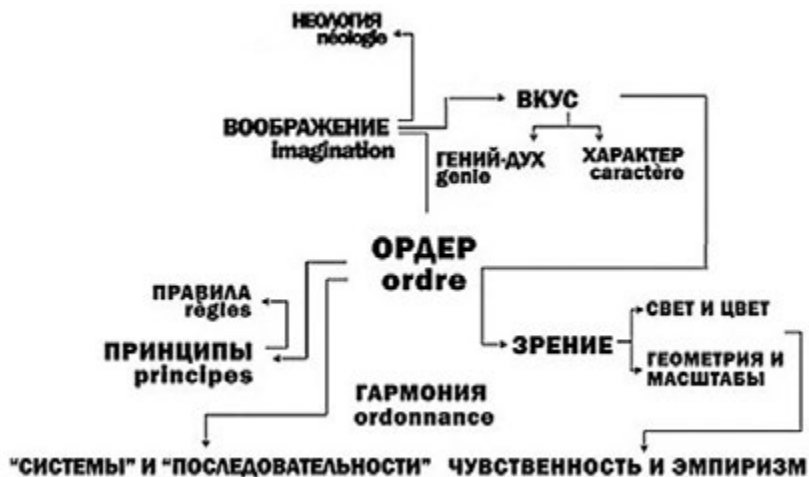 НЕОЛОГИЯ
néologie
ВКУС
ВООБРАЖЕНИЕ
imagination
ГЕНИЙ-ДУХ
genie
ХАРАКТЕР
caractère
ОРДЕР
ordre
ПРАВИЛА
règles
СВЕТ И ЦВЕТ
ПРИНЦИПЫ
principes
ЗРЕНИЕ
ГЕОМЕТРИЯ И
МАСШТАБЫ
ГАРМОНИЯ
ordonnance
"СИСТЕМЫ" И "ПОСЛЕДОВАТЕЛЬНОСТИ"
ЧУВСТВЕННОСТЬ И ЭМПИРИЗМ